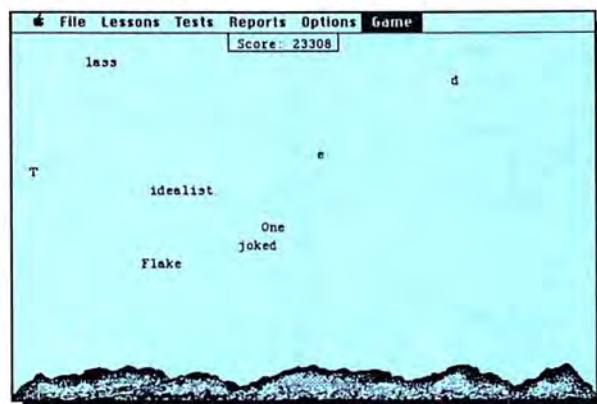 File Lessons Tests Reports Options Game
Score: 23308
lass
d
e
T
idealist
One
joked
Flake